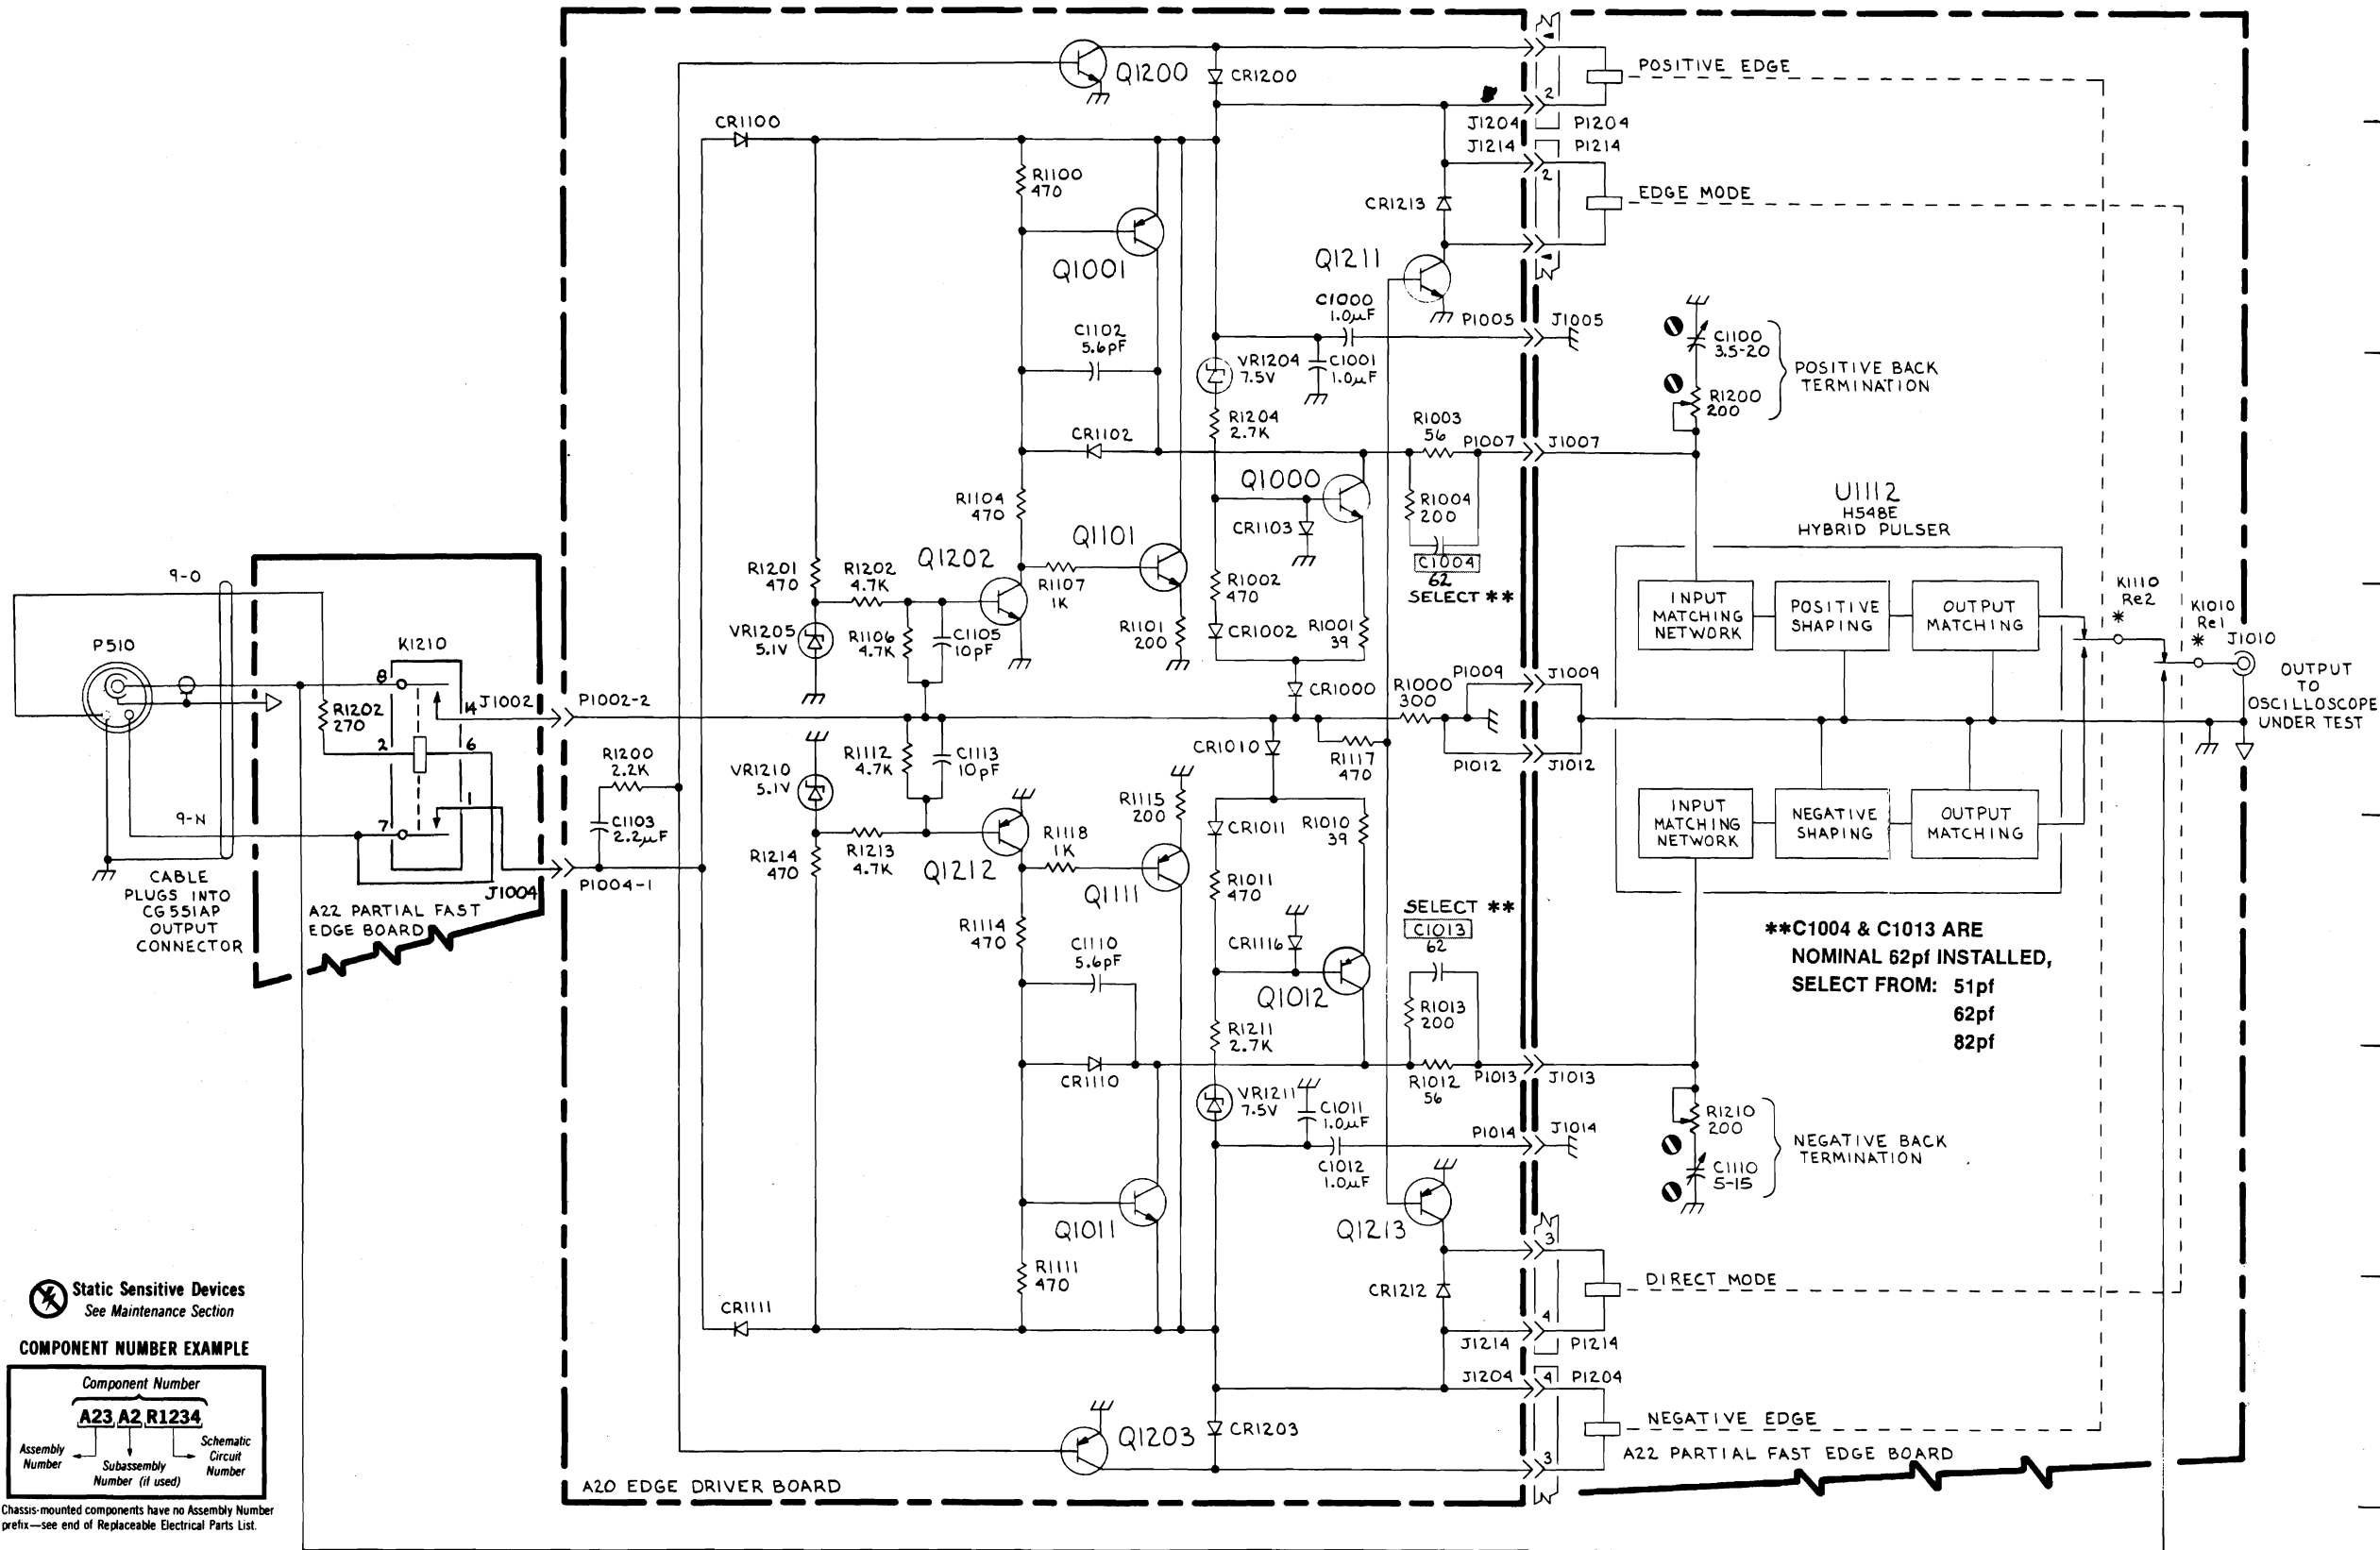 Q1200
CR1200
2
J1204
P1204
POSITIVE EDGE
CR1100
J1214
P1214
2
EDGE MODE
R1100
470
CR1213
Q1001
Q1211
C1000
1.0µF
P1005
J1005
C1102
5.6pF
VR1204
7.5V
C1001
1.0µF
C1100
3.5-20
POSITIVE BACK
TERMINATION
R1200
200
R1204
2.7K
R1003
56
P1007
J1007
CR1102
Q1000
R1104
470
R1004
200
CR1103
C1004
62
SELECT **
U1112
H548E
HYBRID PULSER
Q1101
Q1202
R1201
470
R1202
4.7K
R1107
1K
R1002
470
VR1205
5.1V
R1106
4.7K
C1105
10pF
R1101
200
CR1002
R1001
39
INPUT
MATCHING
NETWORK
POSITIVE
SHAPING
OUTPUT
MATCHING
K1110
Re2
*
K1010
Re1
*
J1010
OUTPUT
TO
OSCILLOSCOPE
UNDER TEST
9-O
P510
K1210
8
14
J1002
P1002-2
R1202
270
2
6
1
7
9-N
CABLE
PLUGS INTO
CG551AP
OUTPUT
CONNECTOR
A22 PARTIAL FAST
EDGE BOARD
J1004
P1004-1
R1200
2.2K
C1103
2.2µF
CR1000
R1000
300
P1009
J1009
P1012
J1012
VR1210
5.1V
R1112
4.7K
C1113
10pF
CR1010
R1117
470
R1115
200
R1214
470
R1213
4.7K
Q1212
R1118
1K
Q1111
CR1011
R1010
39
R1011
470
INPUT
MATCHING
NETWORK
NEGATIVE
SHAPING
OUTPUT
MATCHING
R1114
470
C1110
5.6pF
CR1116
SELECT **
C1013
62
Q1012
R1013
200
R1211
2.7K
**C1004 & C1013 ARE
NOMINAL 62pf INSTALLED,
SELECT FROM: 51pf
62pf
82pf
CR1110
R1012
56
P1013
J1013
VR1211
7.5V
C1011
1.0µF
P1014
J1014
C1012
1.0µF
R1210
200
C1110
5-15
NEGATIVE BACK
TERMINATION
Q1011
Q1213
R1111
470
3
CR1212
DIRECT MODE
4
J1214
P1214
CR1111
J1204
4
P1204
Q1203
CR1203
NEGATIVE EDGE
3
A22 PARTIAL FAST EDGE BOARD
A20 EDGE DRIVER BOARD
Static Sensitive Devices
See Maintenance Section
COMPONENT NUMBER EXAMPLE
Component Number
A23 A2 R1234
Assembly
Number
Subassembly
Number (if used)
Schematic
Circuit
Number
Chassis-mounted components have no Assembly Number
prefix—see end of Replaceable Electrical Parts List.